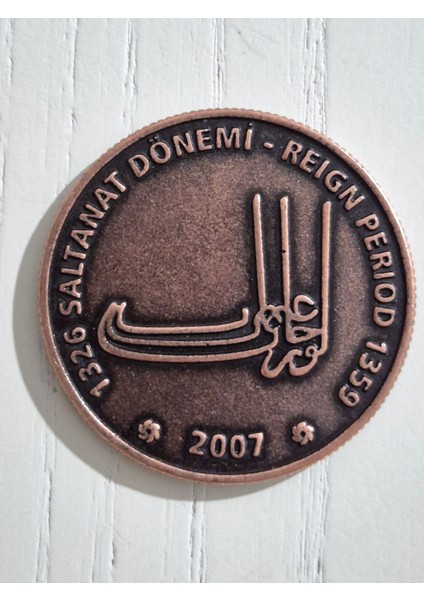 1326 SALTANAT DÖNEMİ - REIGN PERIOD 1359
2007